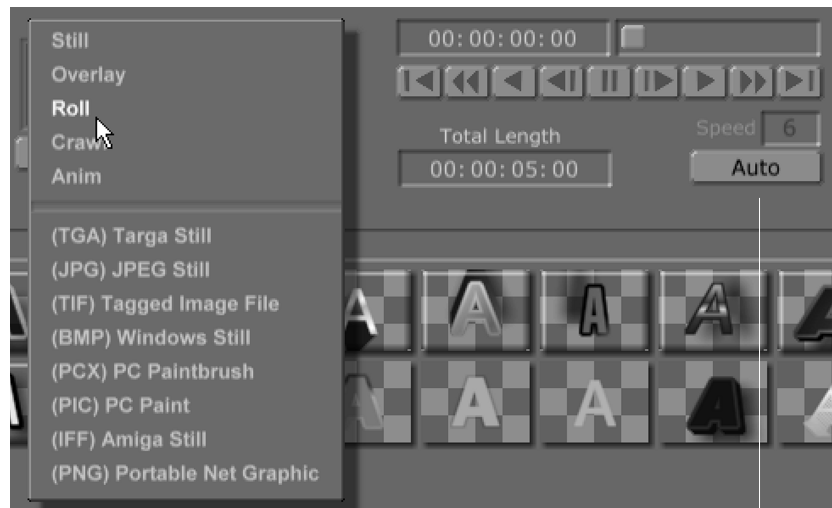 Still
Overlay
Roll
Crawl
Anim
(TGA) Targa Still
(JPG) JPEG Still
(TIF) Tagged Image File
(BMP) Windows Still
(PCX) PC Paintbrush
(PIC) PC Paint
(IFF) Amiga Still
(PNG) Portable Net Graphic
00:00:00:00
Total Length
00:00:05:00
Speed 6
Auto
A A A A A
A A A A A A A